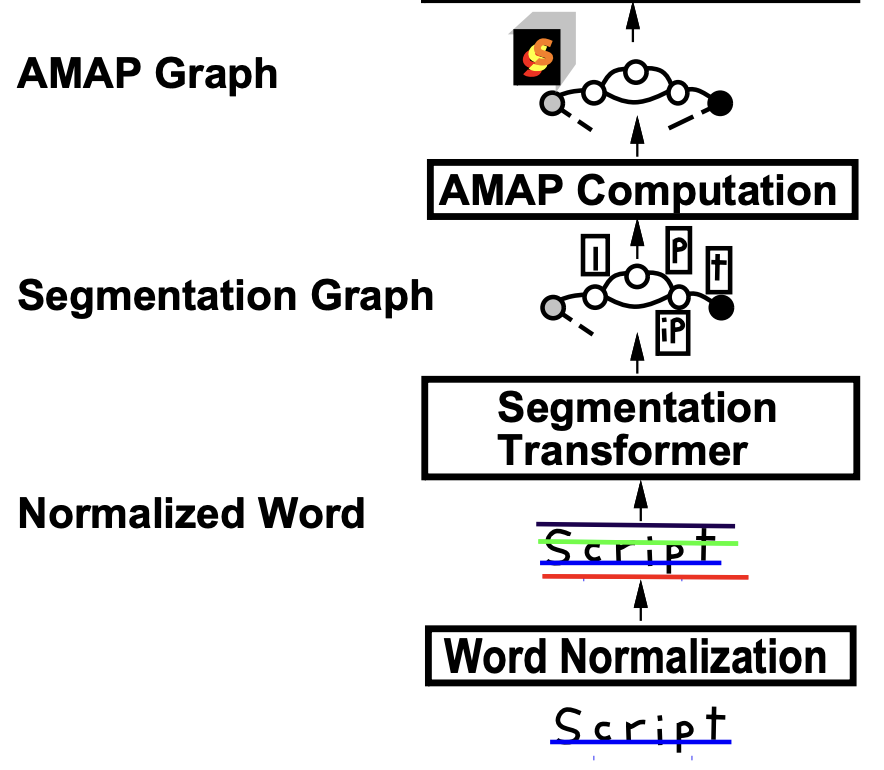 AMAP Graph
S
AMAP Computation
l p t
Segmentation Graph
ip
Segmentation
Transformer
Normalized Word
Script
Word Normalization
Script